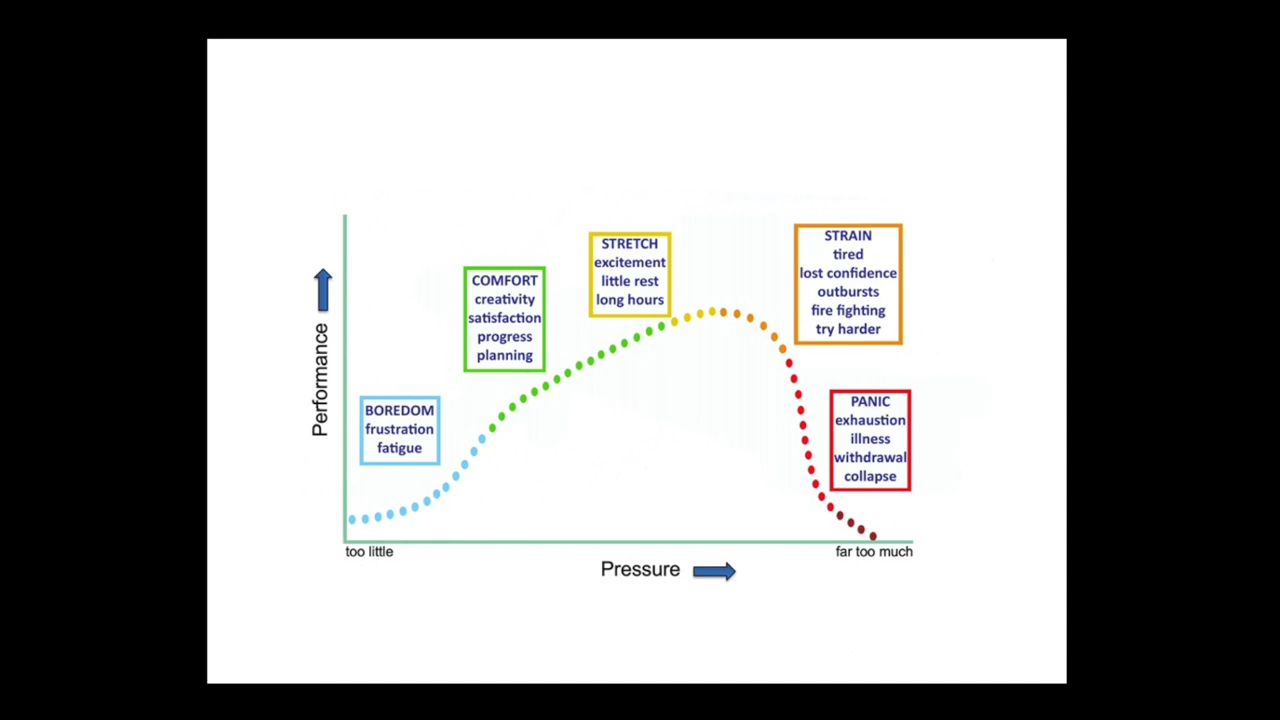 STRETCH
excitement
little rest
long hours
STRAIN
tired
lost confidence
outbursts
fire fighting
try harder
COMFORT
creativity
satisfaction
progress
planning
BOREDOM
frustration
fatigue
PANIC
exhaustion
illness
withdrawal
collapse
Performance
too little
far too much
Pressure